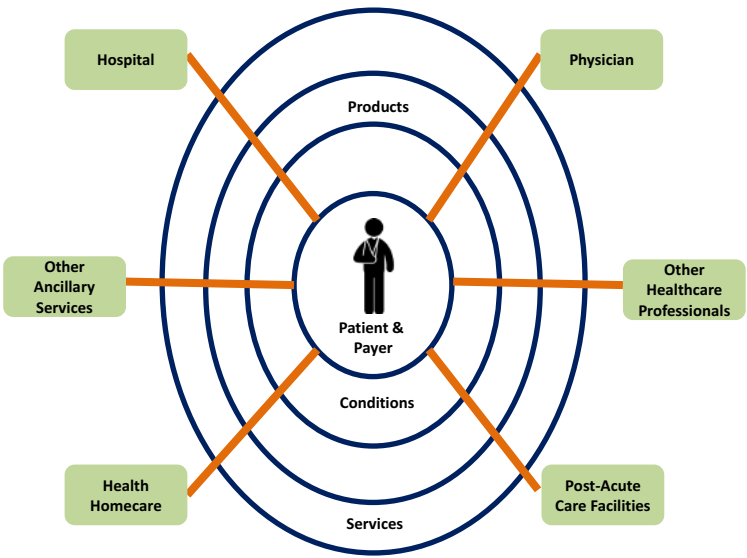 Hospital
Physician
Products
Other
Ancillary
Services
Other
Healthcare
Professionals
Patient &
Payer
Conditions
Health
Homecare
Post-Acute
Care Facilities
Services